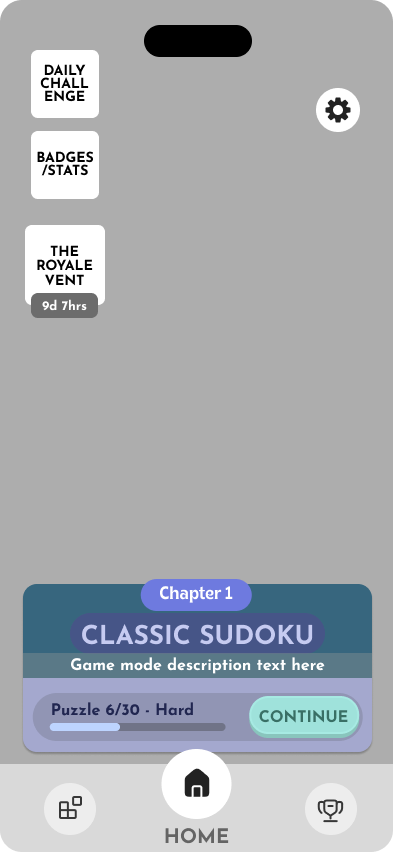 DAILY
CHALL
ENGE
BADGES
/STATS
THE
ROYALE
VENT
9d 7hrs
Chapter 1
CLASSIC SUDOKU
Game mode description text here
Puzzle 6/30 - Hard
CONTINUE
HOME